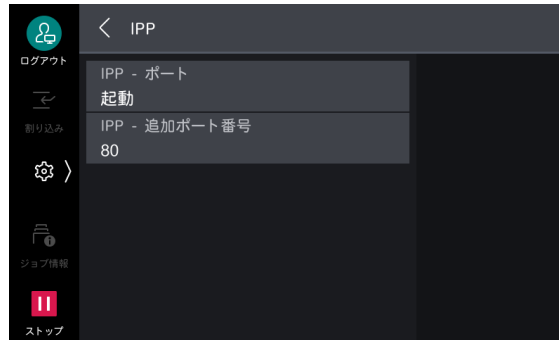 IPP
ログアウト
IPP - ポート
起動
割り込み
IPP - 追加ポート番号
80
ジョブ情報
ストップ